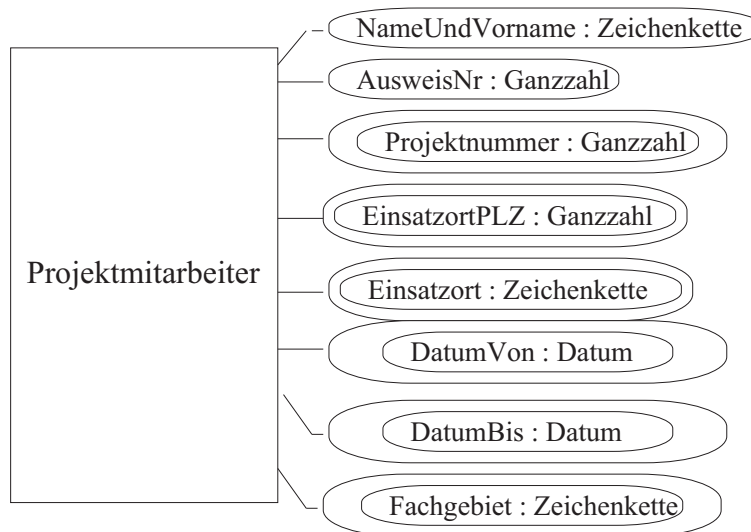 NameUndVorname : Zeichenkette
AusweisNr : Ganzzahl
Projektnummer : Ganzzahl
EinsatzortPLZ : Ganzzahl
Projektmitarbeiter
Einsatzort : Zeichenkette
DatumVon : Datum
DatumBis : Datum
Fachgebiet : Zeichenkette